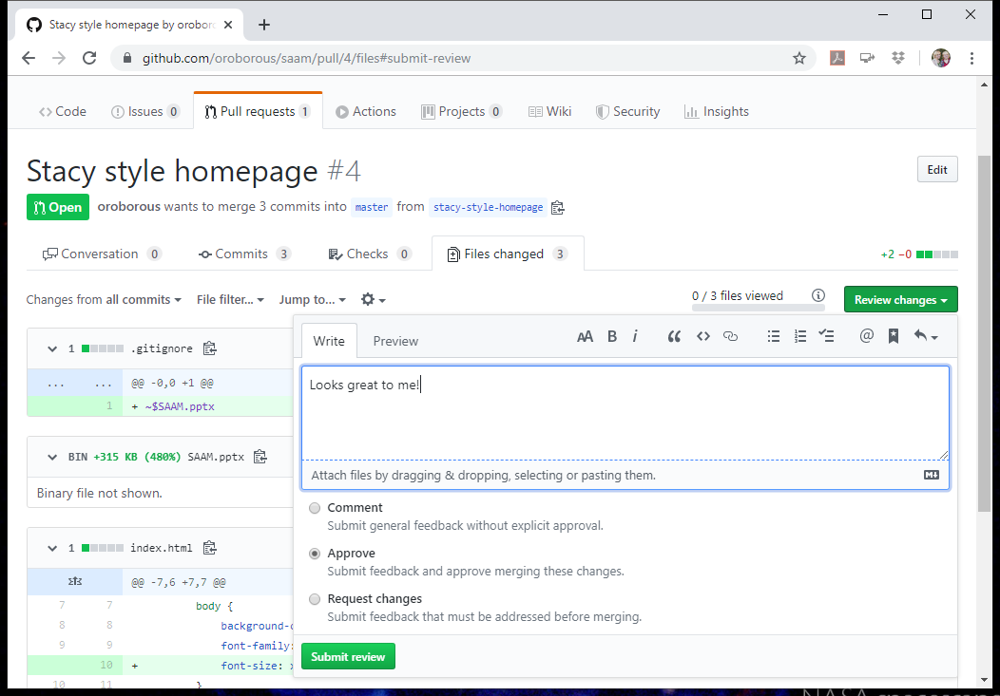 Stacy style homepage by orobor
github.com/oroborous/saam/pull/4/files#submit-review
Code Issues 0 Pull requests 1 Actions Projects 0 Wiki Security Insights
Stacy style homepage #4
Edit
Open oroborous wants to merge 3 commits into master from stacy-style-homepage
Conversation 0 Commits 3 Checks 0 Files changed 3
+2 −0
Changes from all commits File filter... Jump to...
0 / 3 files viewed
Review changes
Write Preview
AA B i
Looks great to me!
Attach files by dragging & dropping, selecting or pasting them.
Comment
Submit general feedback without explicit approval.
Approve
Submit feedback and approve merging these changes.
Request changes
Submit feedback that must be addressed before merging.
Submit review
1 .gitignore
... ... @@ -0,0 +1 @@
1 + ~$SAAM.pptx
BIN +315 KB (480%) SAAM.pptx
Binary file not shown.
1 index.html
@@ -7,6 +7,7 @@
7 7 body {
8 8 background-
9 9 font-family:
10 + font-size:
10 11 }